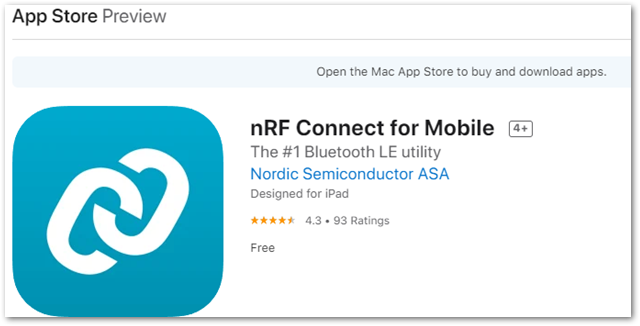 App Store Preview
Open the Mac App Store to buy and download apps.
nRF Connect for Mobile 4+
The #1 Bluetooth LE utility
Nordic Semiconductor ASA
Designed for iPad
4.3 • 93 Ratings
Free